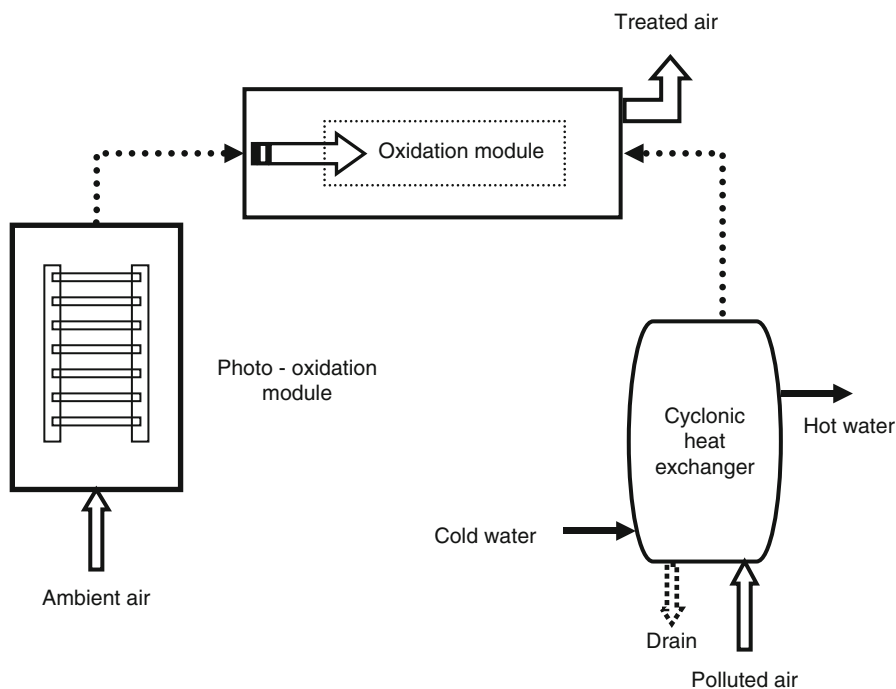 Treated air
Oxidation module
Photo - oxidation
module
Cyclonic
heat
exchanger
Hot water
Cold water
Ambient air
Drain
Polluted air